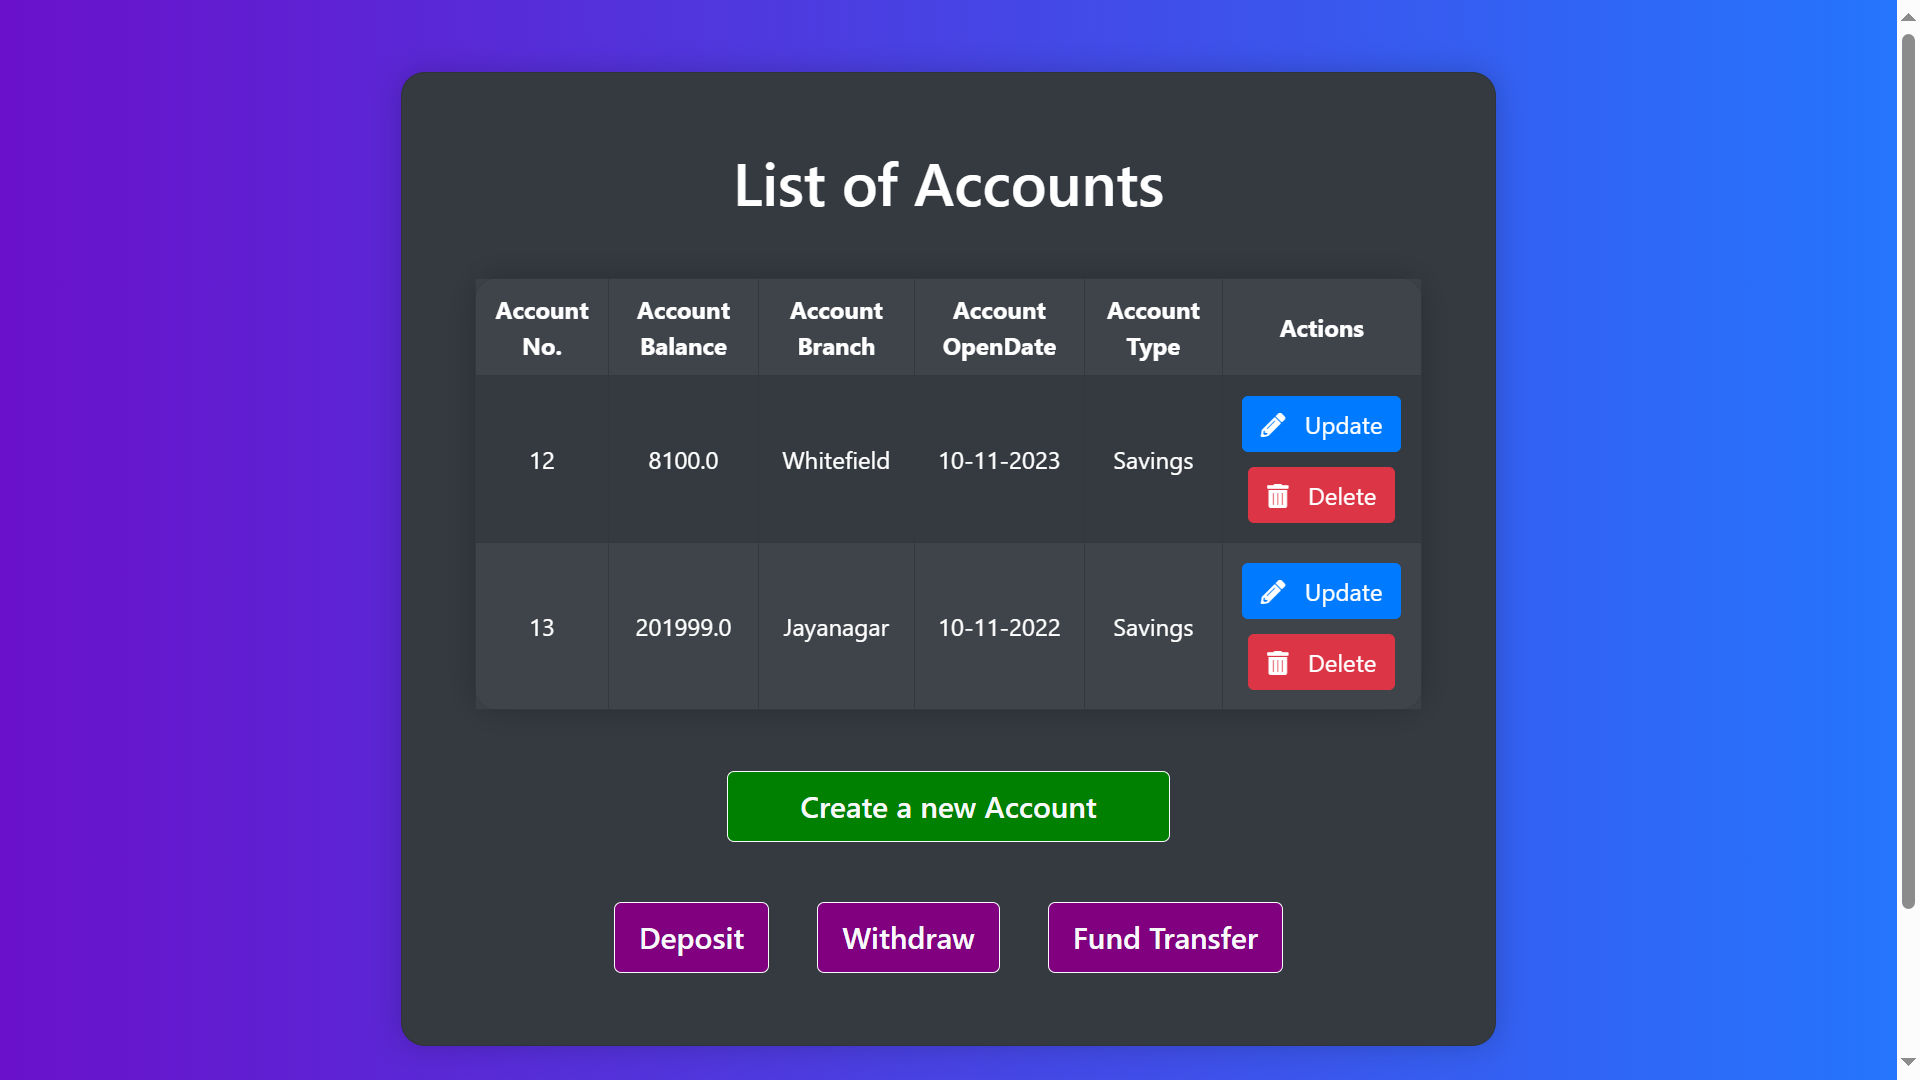 List of Accounts
Account No. Account Balance Account Branch Account OpenDate Account Type Actions
12 8100.0 Whitefield 10-11-2023 Savings Update
Delete
13 201999.0 Jayanagar 10-11-2022 Savings Update
Delete
Create a new Account
Deposit Withdraw Fund Transfer